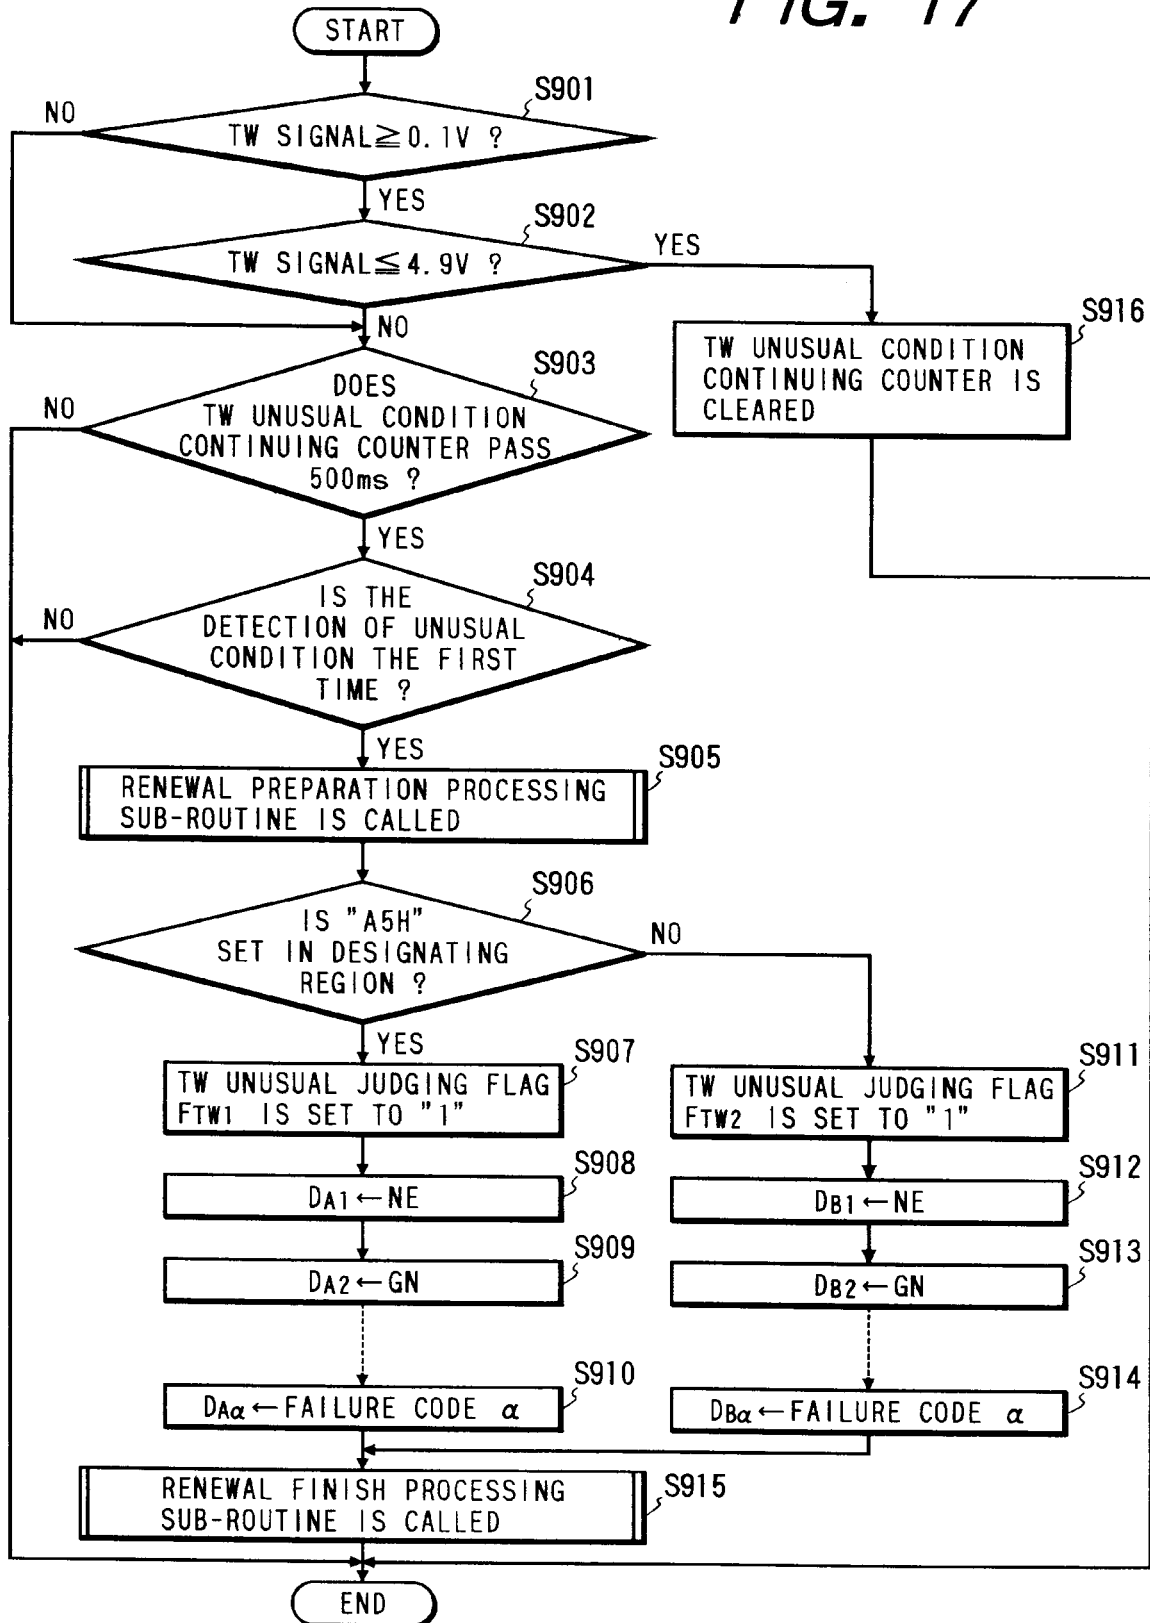 FIG. 17
START
S901
NO
TW SIGNAL≧0.1V ?
YES
S902
TW SIGNAL≦4.9V ?
YES
NO
S916
TW UNUSUAL CONDITION
CONTINUING COUNTER IS
CLEARED
S903
NO
DOES
TW UNUSUAL CONDITION
CONTINUING COUNTER PASS
500ms ?
YES
S904
NO
IS THE
DETECTION OF UNUSUAL
CONDITION THE FIRST
TIME ?
YES
S905
RENEWAL PREPARATION PROCESSING
SUB-ROUTINE IS CALLED
S906
IS "A5H"
SET IN DESIGNATING
REGION ?
NO
YES
S907
TW UNUSUAL JUDGING FLAG
FTW1 IS SET TO "1"
S911
TW UNUSUAL JUDGING FLAG
FTW2 IS SET TO "1"
S908
DA1←NE
S912
DB1←NE
S909
DA2←GN
S913
DB2←GN
S910
DAα←FAILURE CODE α
S914
DBα←FAILURE CODE α
S915
RENEWAL FINISH PROCESSING
SUB-ROUTINE IS CALLED
END